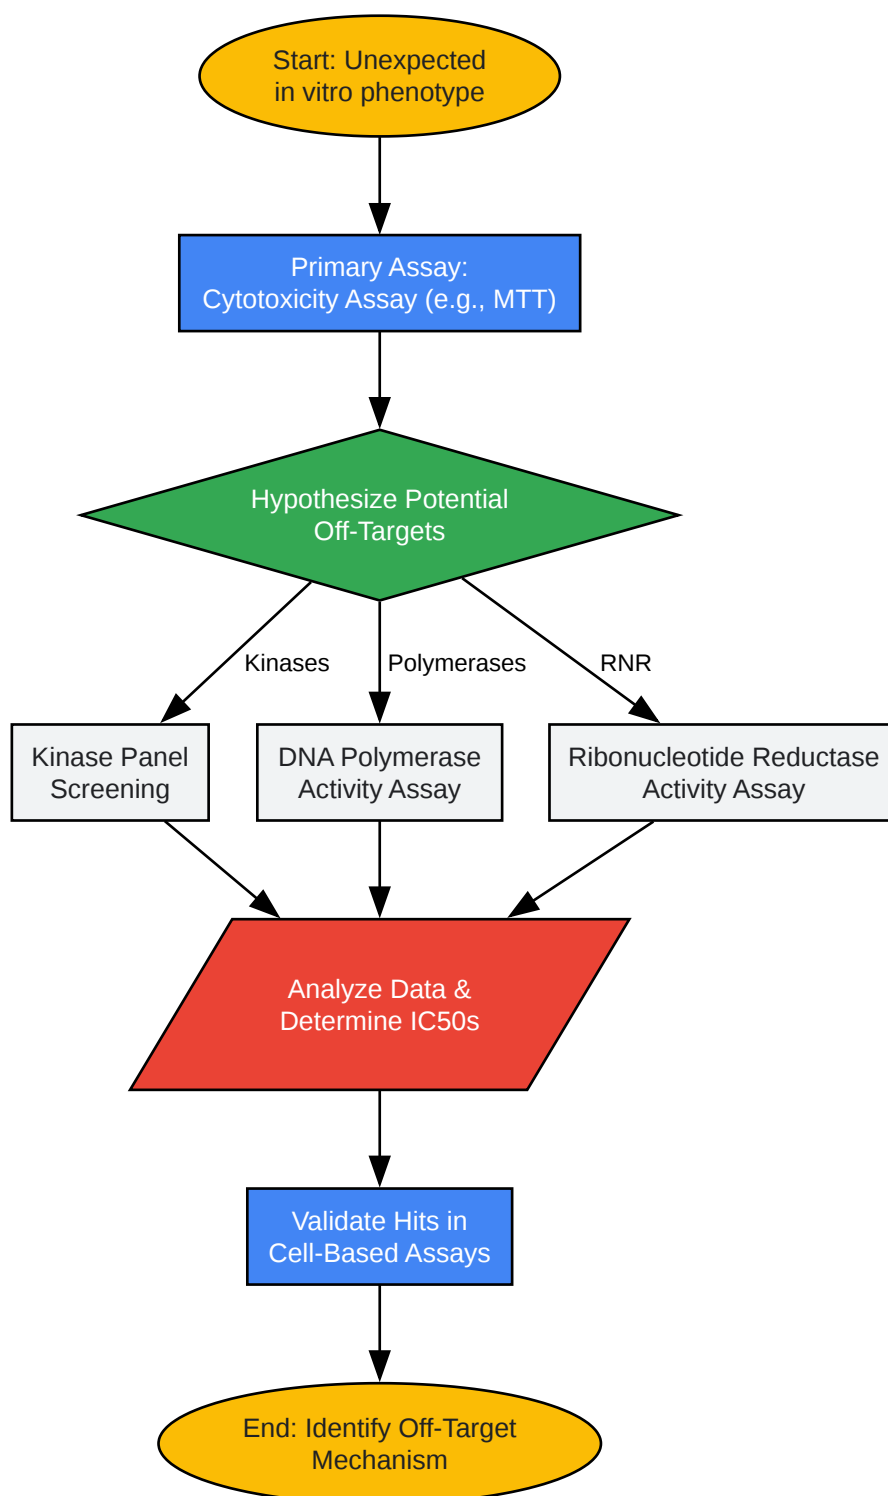 Start: Unexpected
in vitro phenotype
Primary Assay:
Cytotoxicity Assay (e.g., MTT)
Hypothesize Potential
Off-Targets
Kinases
Polymerases
RNR
Kinase Panel
Screening
DNA Polymerase
Activity Assay
Ribonucleotide Reductase
Activity Assay
Analyze Data &
Determine IC50s
Validate Hits in
Cell-Based Assays
End: Identify Off-Target
Mechanism